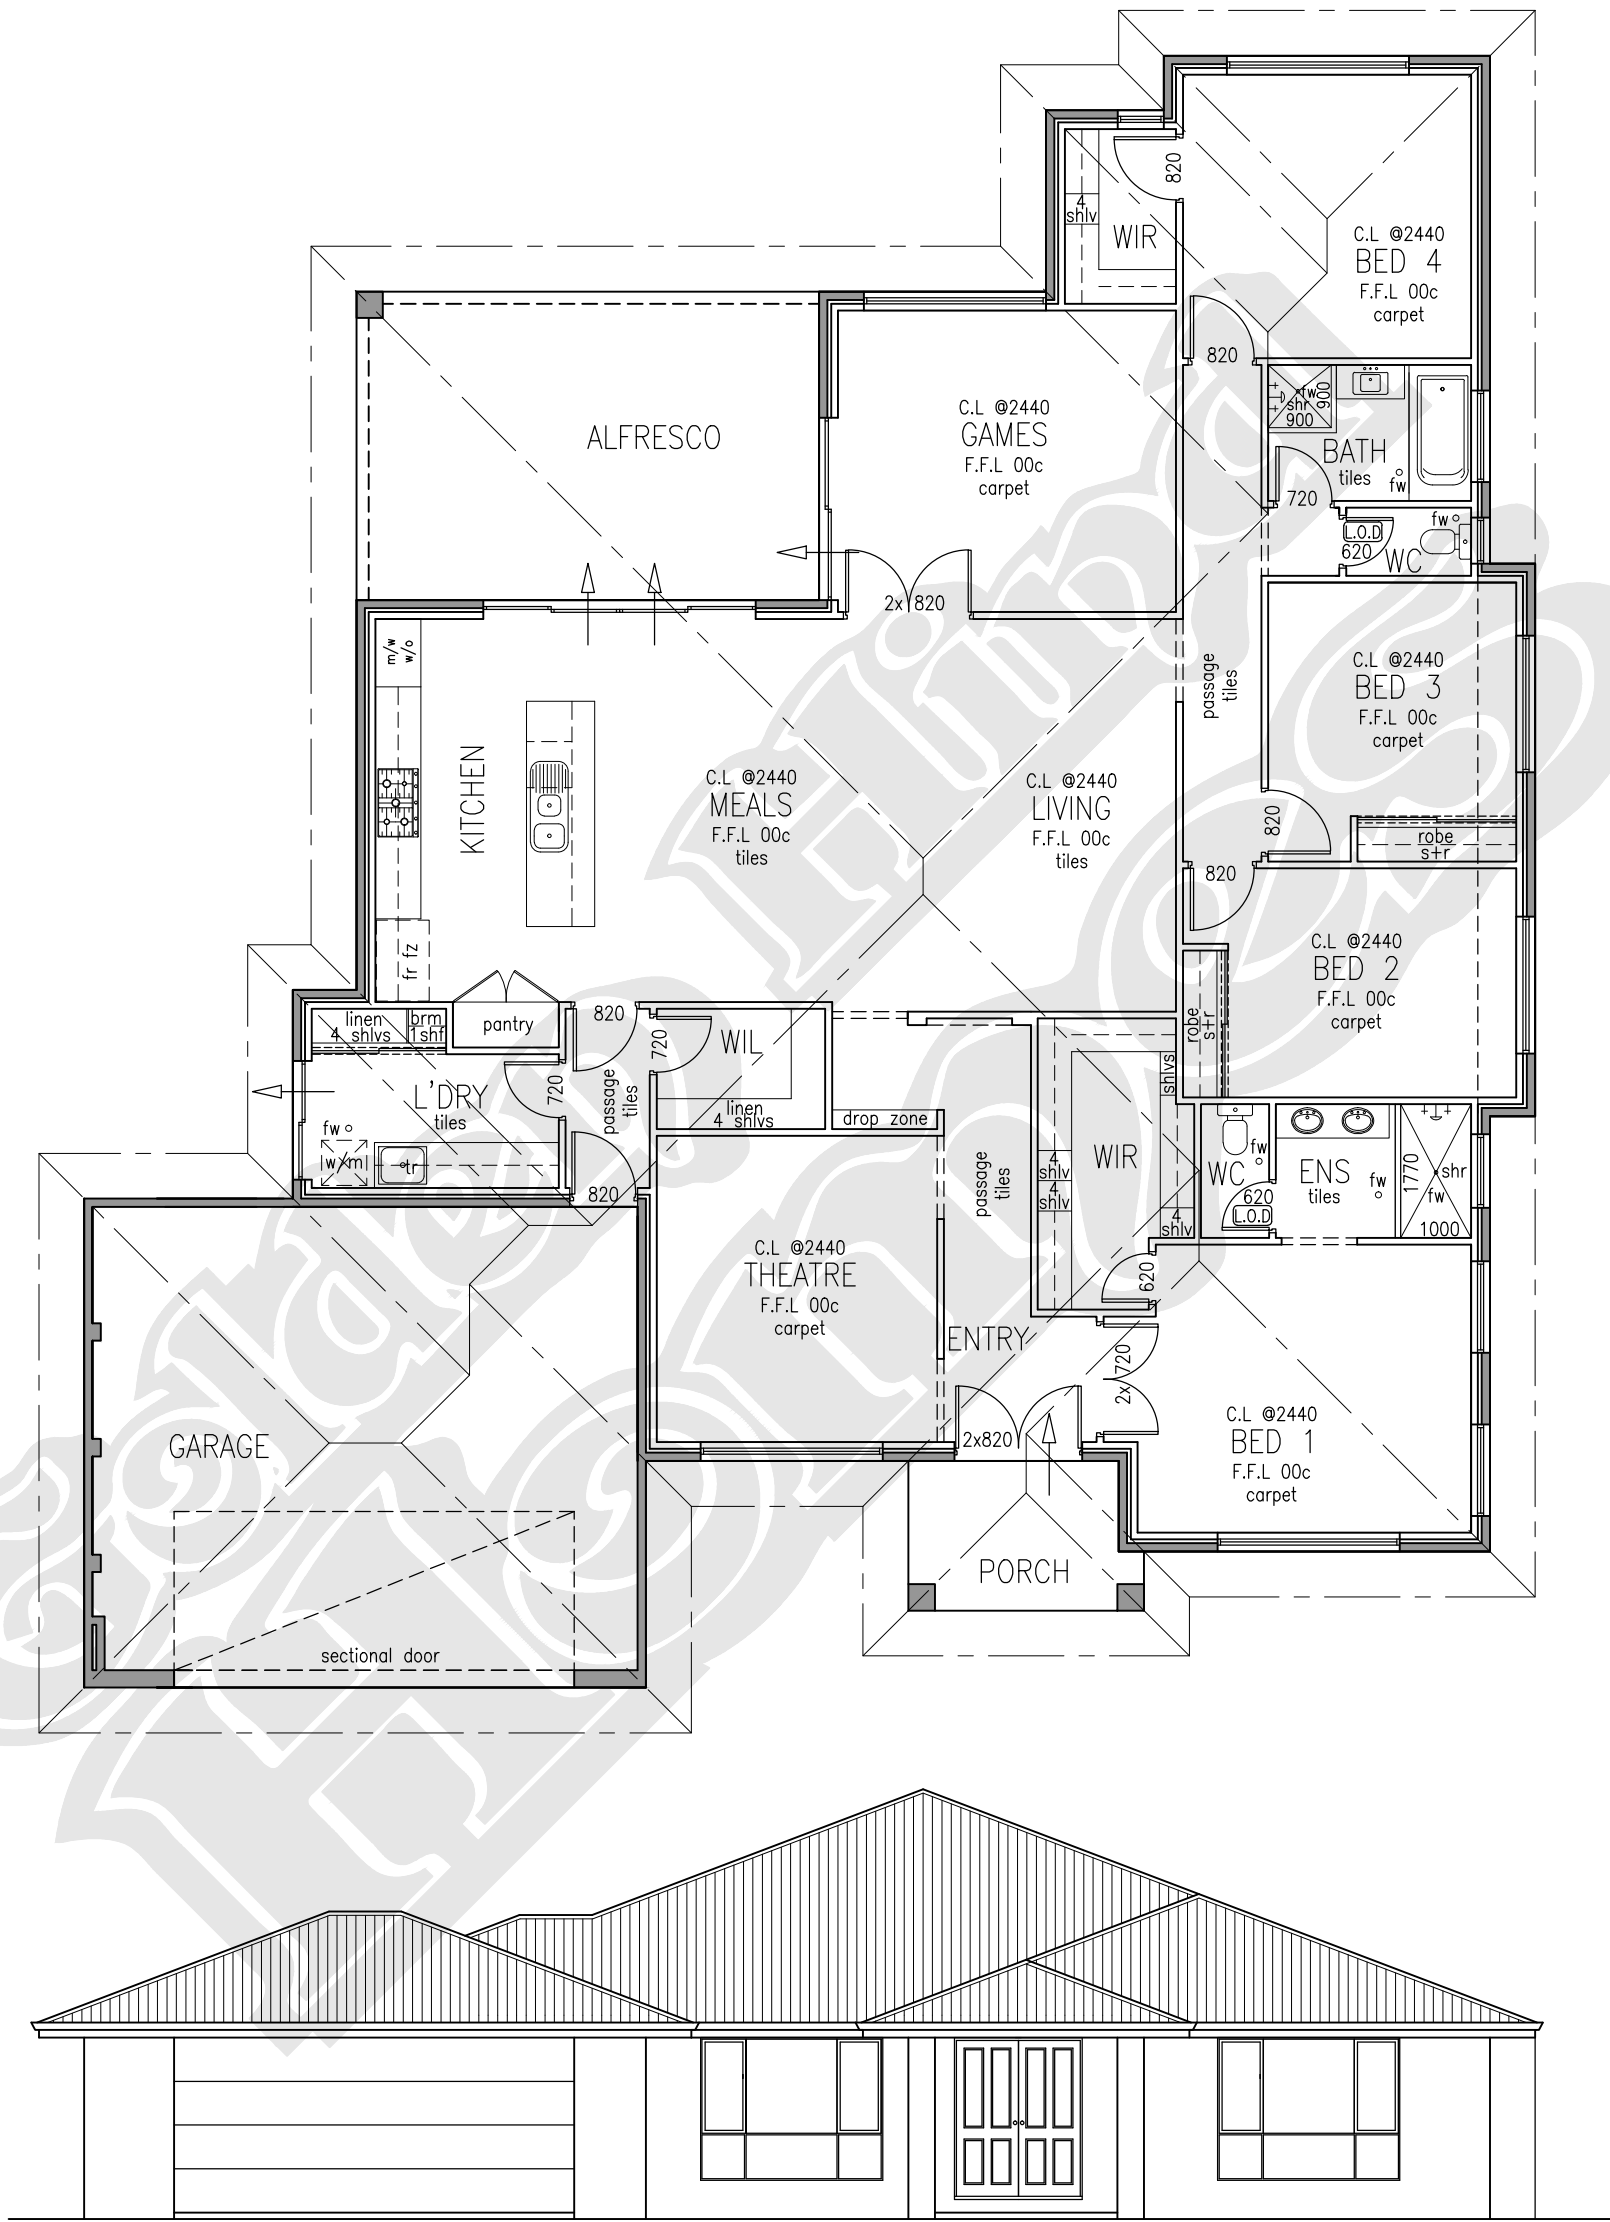 820
4
shlv
WIR
C.L @2440
BED 4
F.F.L 00c
carpet
820
C.L @2440
GAMES
F.F.L 00c
carpet
ALFRESCO
fw
shr
900
900
BATH
tiles
fw
720
fw
L.O.D
620
WC
2x 820
m/w
w/o
passage
tiles
C.L @2440
BED 3
F.F.L 00c
carpet
KITCHEN
C.L @2440
MEALS
F.F.L 00c
tiles
C.L @2440
LIVING
F.F.L 00c
tiles
820
robe
s+r
820
fr fz
C.L @2440
BED 2
F.F.L 00c
carpet
robe
s+r
linen
4 shlvs
brm
1shf
pantry
820
720
WIL
linen
4 shlvs
drop zone
L'DRY
tiles
720
passage
tiles
fw
w/m
tr
820
shlvs
WIR
4
shlv
4
shlv
4
shlv
passage
tiles
WC
fw
620
L.O.D
ENS
tiles
fw
1770
shr
fw
1000
620
C.L @2440
THEATRE
F.F.L 00c
carpet
ENTRY
2x 720
2x820
C.L @2440
BED 1
F.F.L 00c
carpet
GARAGE
PORCH
sectional door
Homes